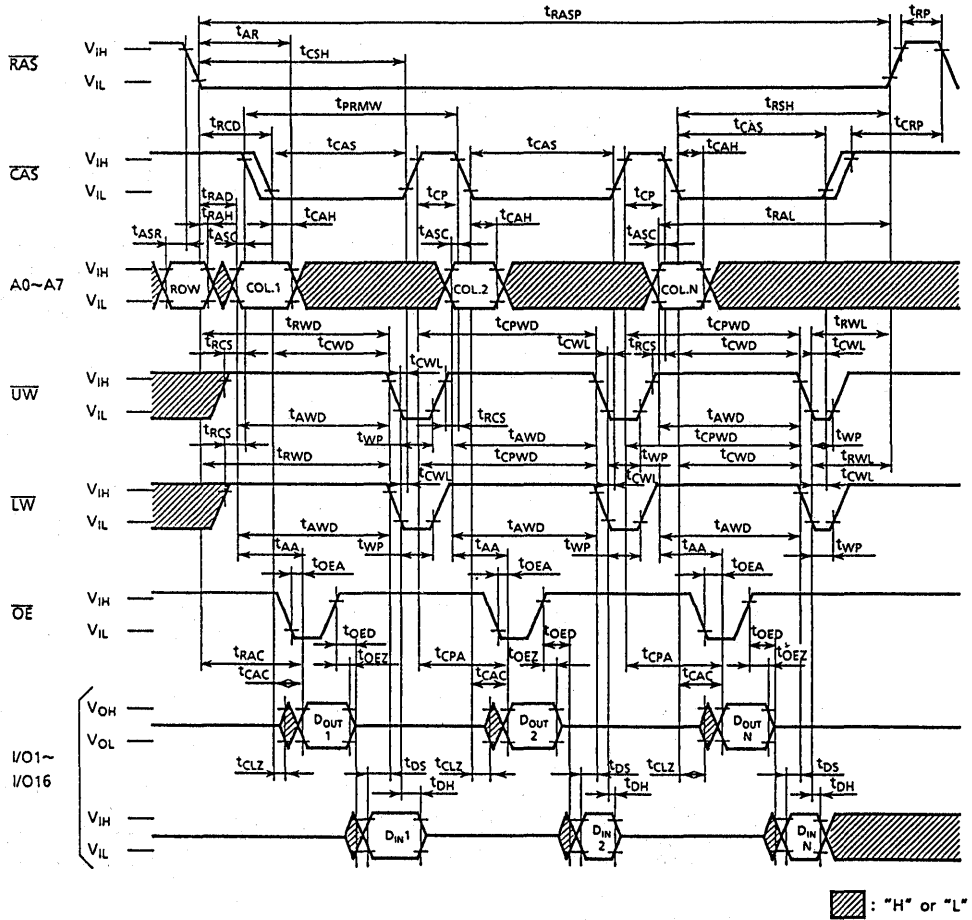 tRASP
tRP
tAR
tCSH
RAS
VIH
VIL
tPRMW
tRSH
tRCD
tCAS
tCAS
tCAS
tCRP
tCAH
CAS
VIH
VIL
tRAD
tCP
tCP
tRAH
tCAH
tCAH
tRAL
tASR
tASC
tASC
tASC
A0~A7
VIH
VIL
ROW
COL.1
COL.2
COL.N
tRWD
tCPWD
tCPWD
tRWL
tRCS
tCWD
tCWL
tRCS
tCWD
tCWL
tCWL
UW
VIH
VIL
tAWD
tRCS
tAWD
tRCS
tWP
tAWD
tCPWD
tWP
tRWD
tCPWD
tWP
tCWD
tRWL
tCWL
tCWL
tCWL
LW
VIH
VIL
tAWD
tAWD
tAWD
tAA
tWP
tAA
tWP
tAA
tWP
tOEA
tOEA
tOEA
OE
VIH
VIL
tOED
tOED
tOED
tRAC
tOEZ
tCPA
tOEZ
tCPA
tOEZ
tCAC
tCAC
tCAC
VOH
VOL
DOUT 1
DOUT 2
DOUT N
I/O1~
I/O16
tCLZ
tDS
tCLZ
tDS
tCLZ
tDS
tDH
tDH
tDH
VIH
VIL
DIN 1
DIN 2
DIN N
: "H" or "L"